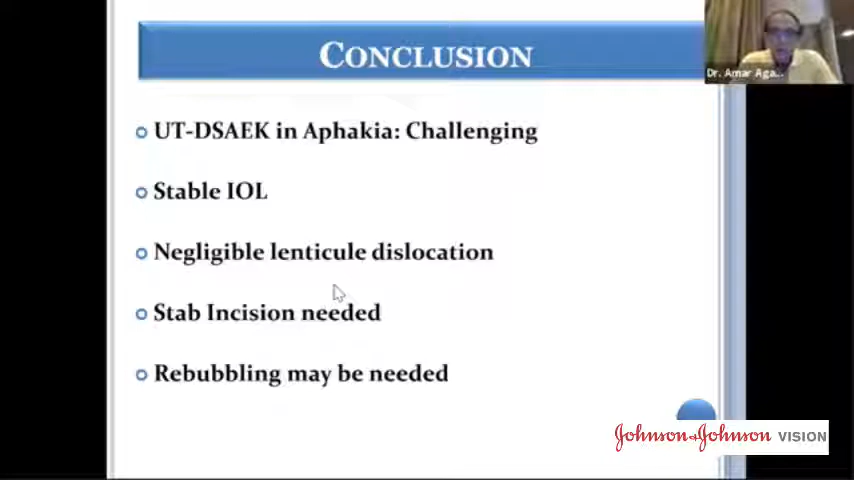 CONCLUSION
Dr. Amar Aga...
UT-DSAEK in Aphakia: Challenging
Stable IOL
Negligible lenticule dislocation
Stab Incision needed
Rebubbling may be needed
Johnson & Johnson VISION